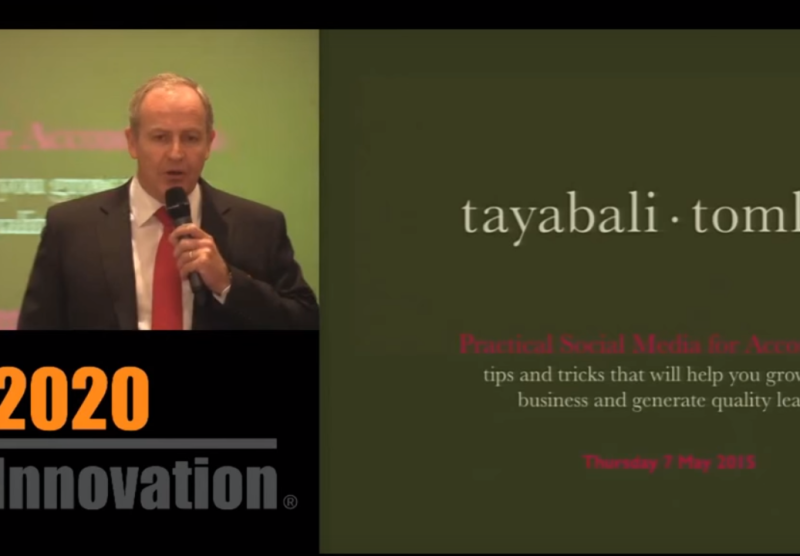 r Accoun
2020
Innovation®
tayabali · toml
Practical Social Media for Acco
tips and tricks that will help you grow
business and generate quality lea
Thursday 7 May 2015